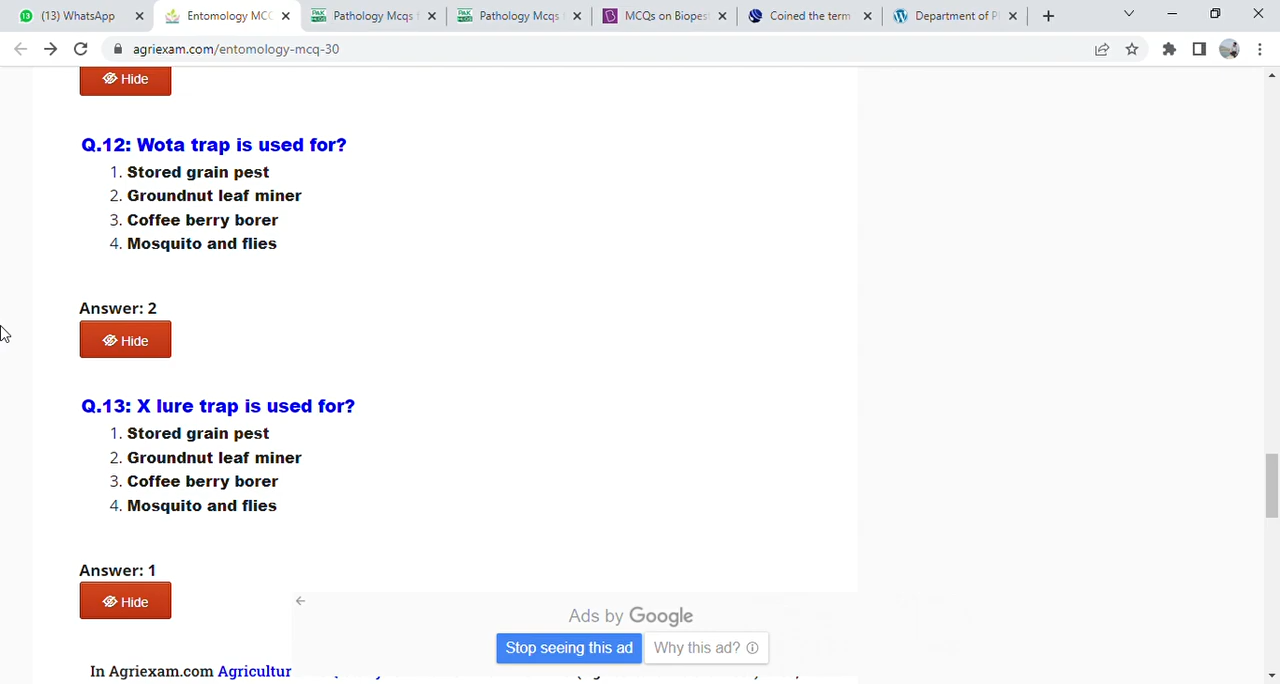 (13) WhatsApp
Entomology MCC
Pathology Mcqs
Pathology Mcqs
MCQs on Biopes
Coined the term
Department of Pl
agriexam.com/entomology-mcq-30
Hide
Q.12: Wota trap is used for?
1. Stored grain pest
2. Groundnut leaf miner
3. Coffee berry borer
4. Mosquito and flies
Answer: 2
Hide
Q.13: X lure trap is used for?
1. Stored grain pest
2. Groundnut leaf miner
3. Coffee berry borer
4. Mosquito and flies
Answer: 1
Hide
Ads by Google
Stop seeing this ad
Why this ad?
In Agriexam.com Agricultur